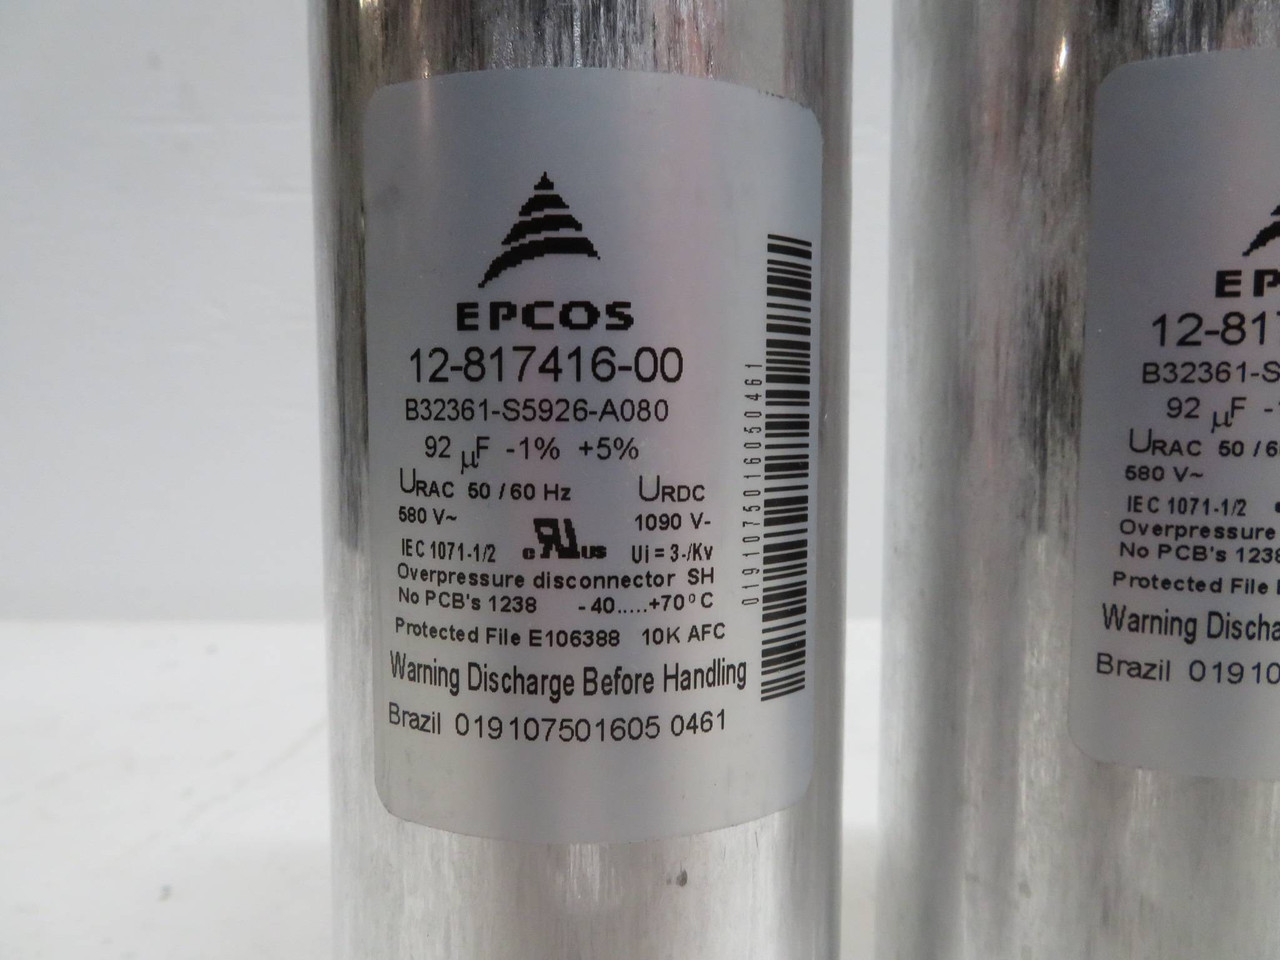 EPCOS
12-817416-00
B32361-S5926-A080
92 µF -1% +5%
URAC 50 / 60 Hz URDC
580 V~ 1090 V-
IEC 1071-1/2 c RU us Ui = 3-/Kv
Overpressure disconnector SH
No PCB's 1238 - 40.....+70°C
Protected File E106388 10K AFC
Warning Discharge Before Handling
Brazil 019107501605 0461
0191075016050461
EP
12-817
B32361-S
92 µF -
URAC 50 / 6
580 V~
IEC 1071-1/2
Overpressure
No PCB's 1238
Protected File
Warning Discha
Brazil 01910